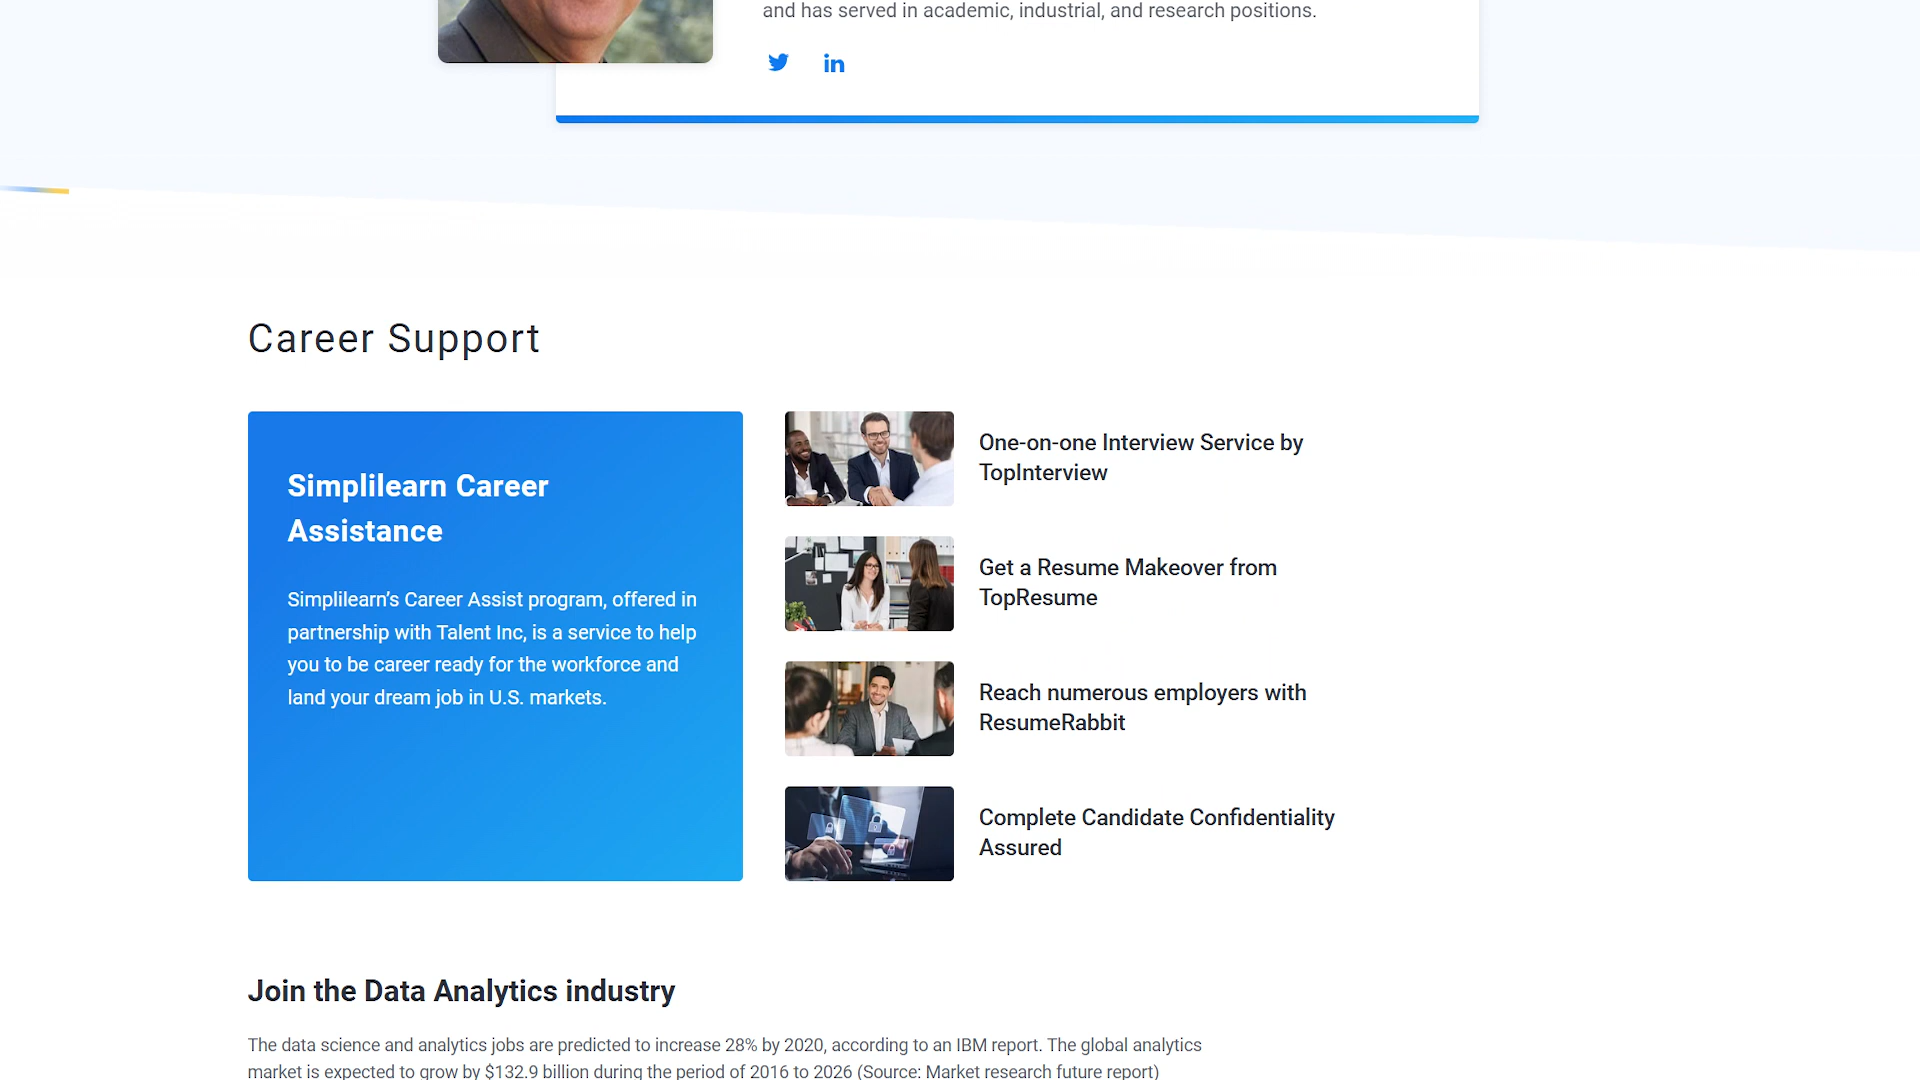 and has served in academic, industrial, and research positions.
Career Support
Simplilearn Career
Assistance
Simplilearn’s Career Assist program, offered in
partnership with Talent Inc, is a service to help
you to be career ready for the workforce and
land your dream job in U.S. markets.
One-on-one Interview Service by
TopInterview
Get a Resume Makeover from
TopResume
Reach numerous employers with
ResumeRabbit
Complete Candidate Confidentiality
Assured
Join the Data Analytics industry
The data science and analytics jobs are predicted to increase 28% by 2020, according to an IBM report. The global analytics
market is expected to grow by $132.9 billion during the period of 2016 to 2026 (Source: Market research future report)